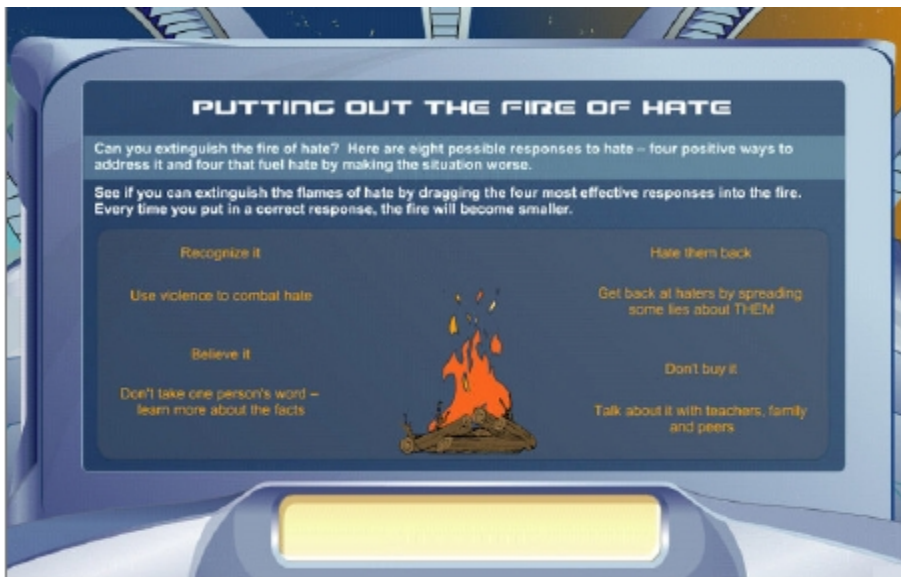 PUTTING OUT THE FIRE OF HATE
Can you extinguish the fire of hate? Here are eight possible responses to hate – four positive ways to
address it and four that fuel hate by making the situation worse.
See if you can extinguish the flames of hate by dragging the four most effective responses into the fire.
Every time you put in a correct response, the fire will become smaller.
Recognize it
Use violence to combat hate
Believe it
Don't take one person's word –
learn more about the facts
Hate them back
Get back at haters by spreading
some lies about THEM
Don't buy it
Talk about it with teachers, family
and peers